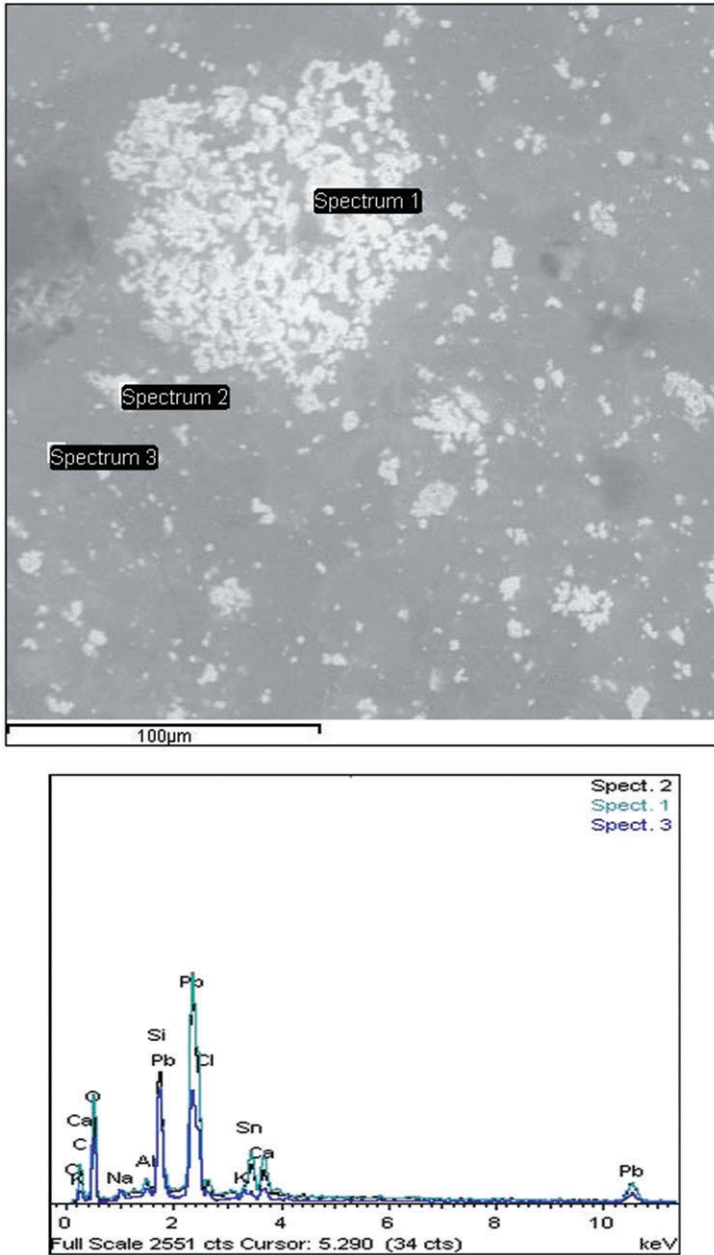 Spectrum 1
Spectrum 2
Spectrum 3
100µm
Spect. 2
Spect. 1
Spect. 3
Pb
Si
Pb Cl
O
Ca
Sn
C
Ca
Al
Na
K
Pb
K
0 2 4 6 8 10
Full Scale 2551 cts Cursor: 5.290 (34 cts) keV